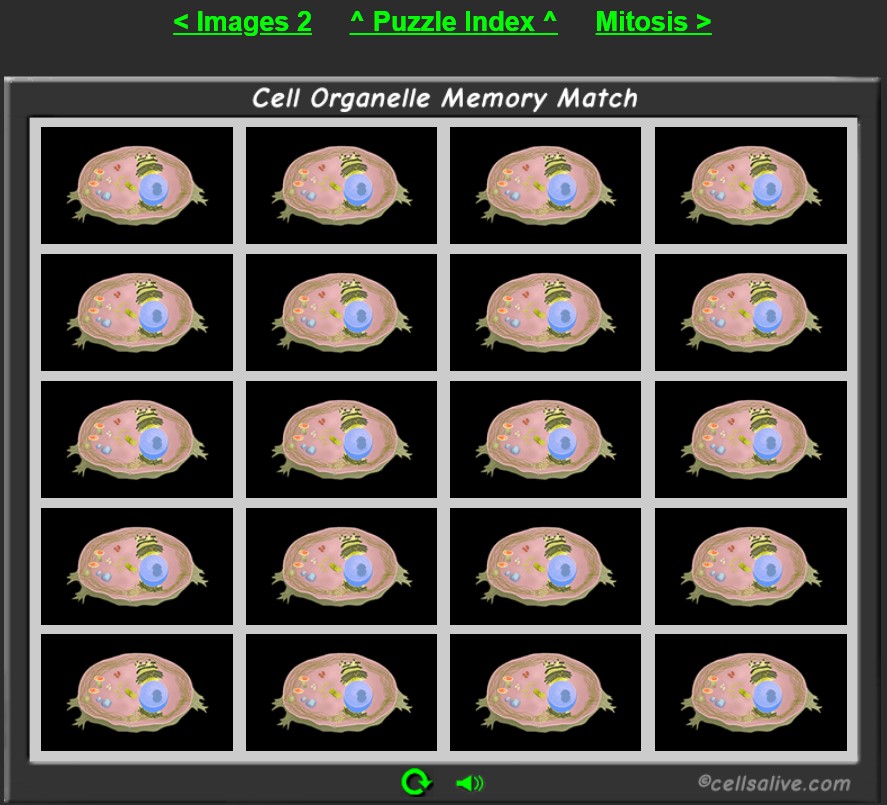 < Images 2 ^ Puzzle Index ^ Mitosis >
Cell Organelle Memory Match
©cellsalive.com